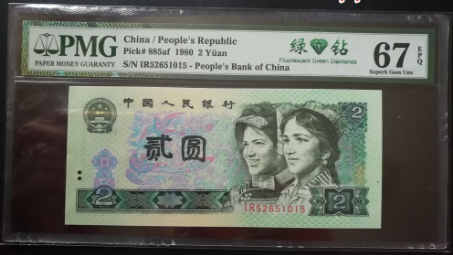 PMG
PAPER MONEY GUARANTY
China / People's Republic
Pick# 885af 1980 2 Yüan
S/N IR52651015 - People's Bank of China
绿 钻
Fluorescent Green Diamonds
67 EPQ
Superb Gem Unc
中国人民银行
2
贰圆
2
IR52651015
2